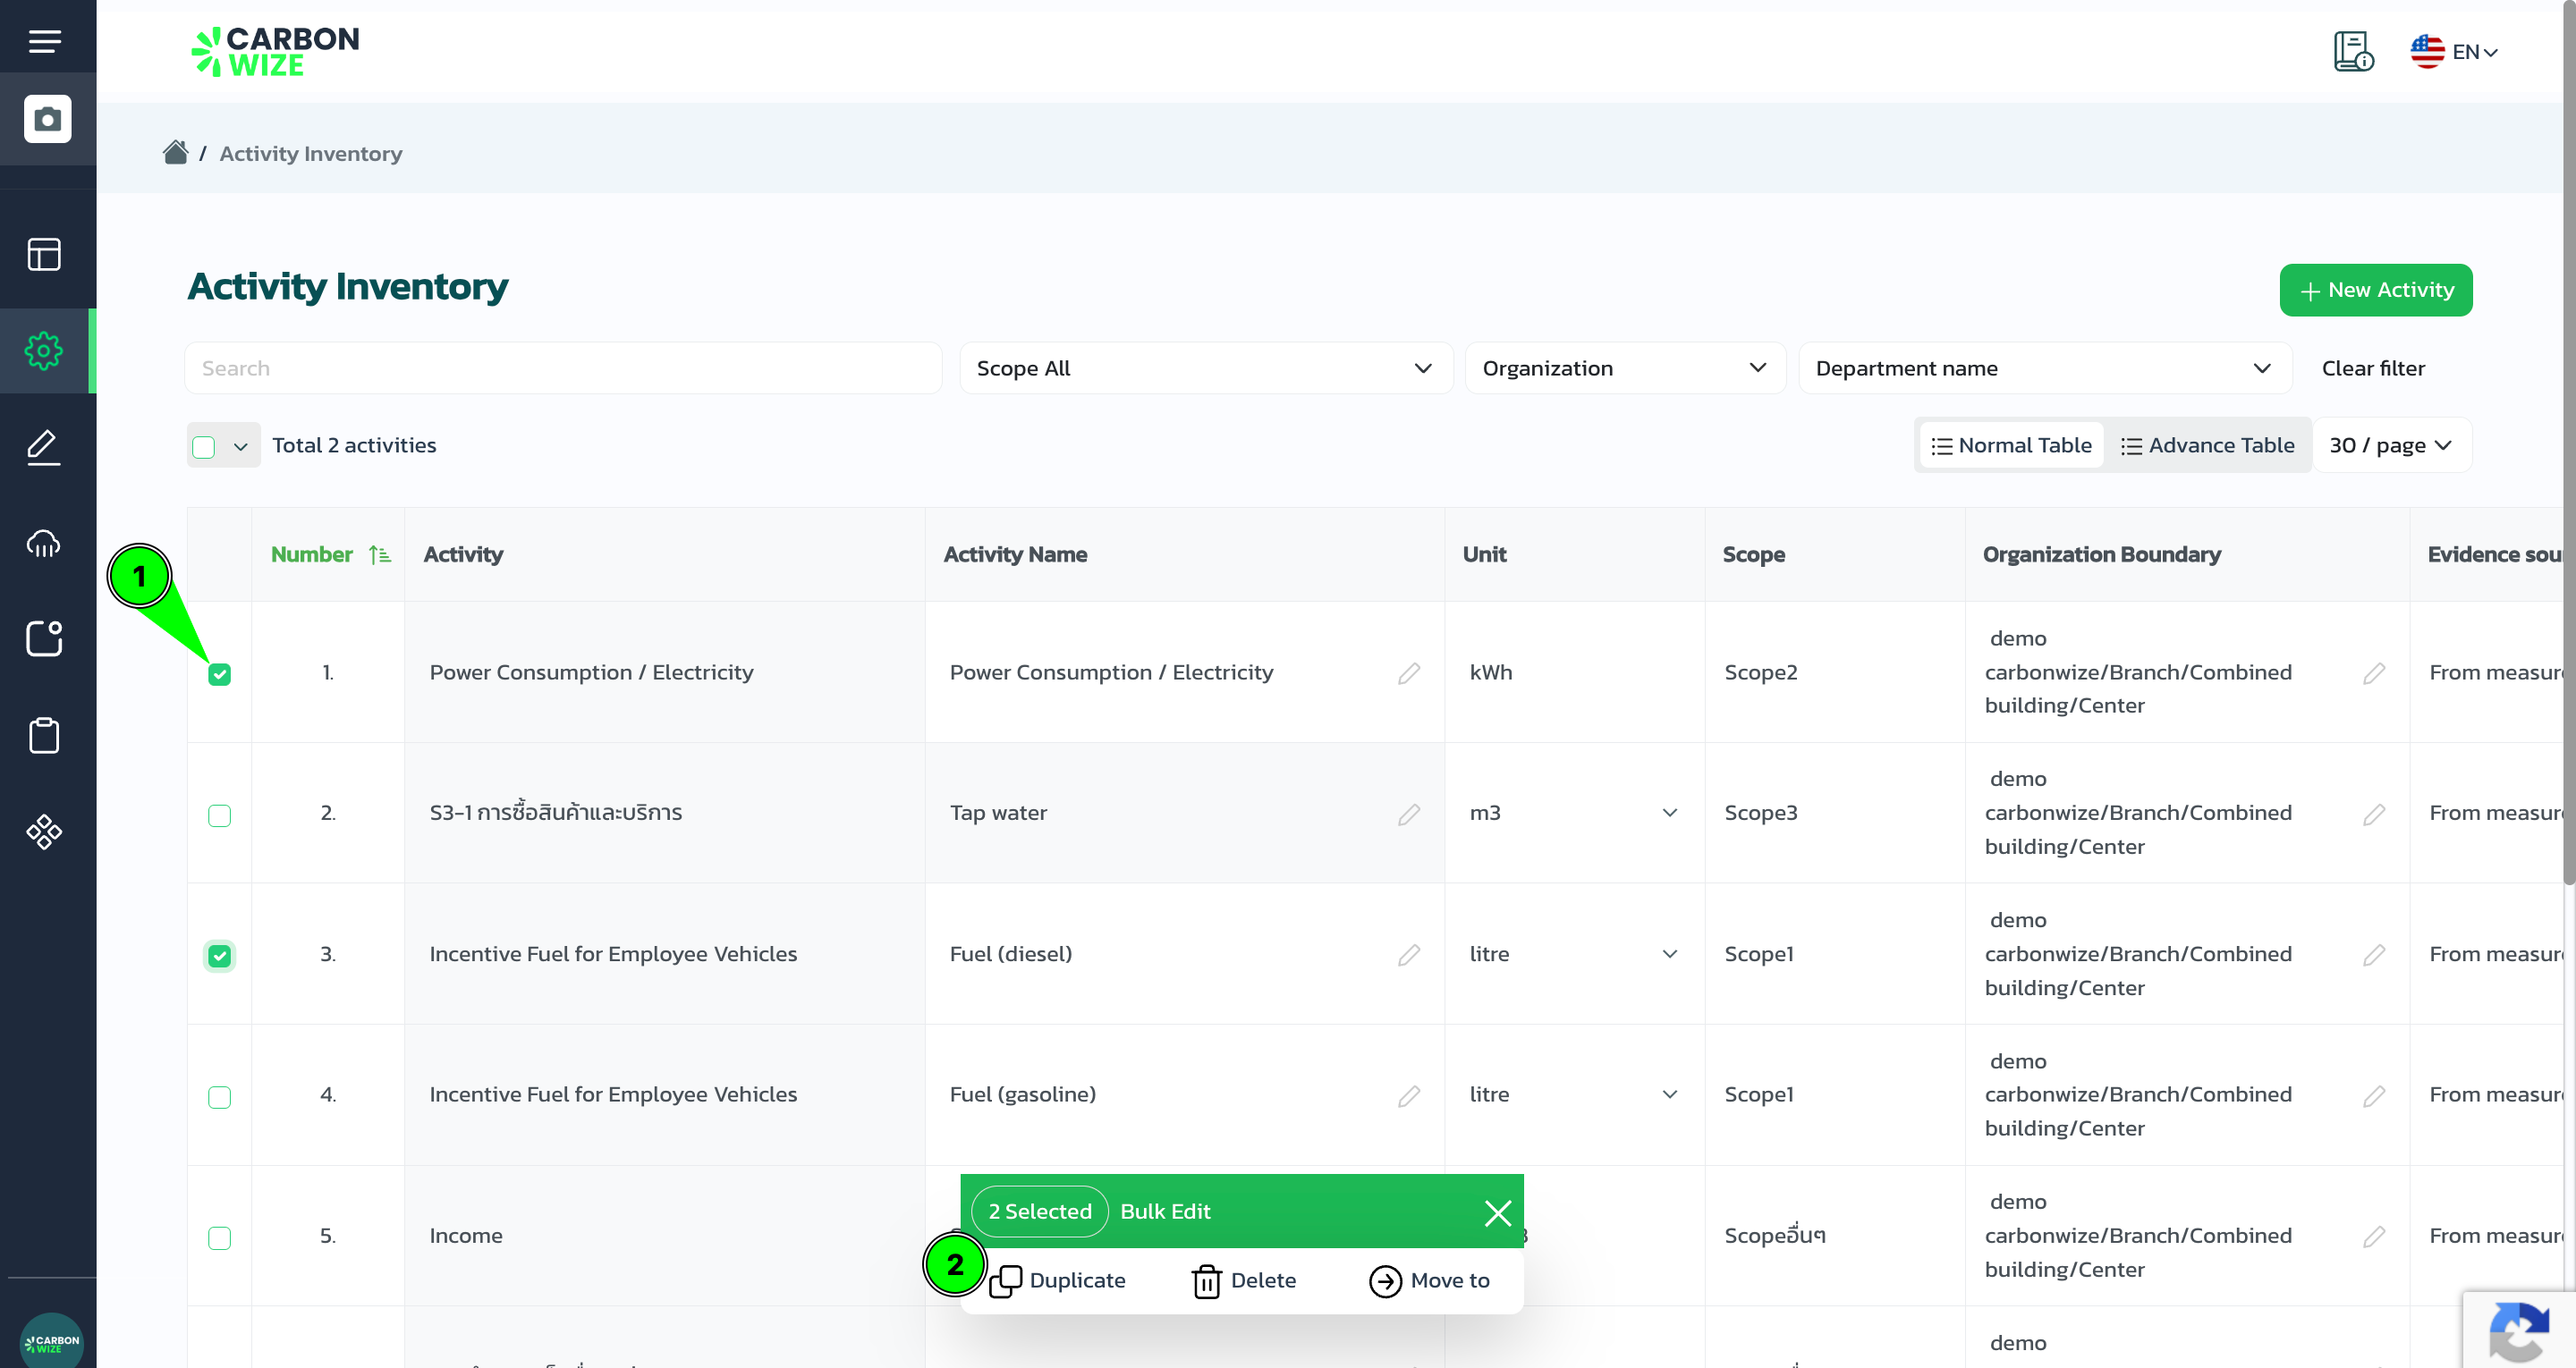 CARBON
WIZE
EN
/ Activity Inventory
Activity Inventory
New Activity
Search
Scope All
Organization
Department name
Clear filter
Total 2 activities
Normal Table
Advance Table
30 / page
Number
Activity
Activity Name
Unit
Scope
Organization Boundary
Evidence sou
1
1.
Power Consumption / Electricity
Power Consumption / Electricity
kWh
Scope2
demo
carbonwize/Branch/Combined
building/Center
From measur
2.
S3-1 การซื้อสินค้าและบริการ
Tap water
m3
Scope3
demo
carbonwize/Branch/Combined
building/Center
From measur
3.
Incentive Fuel for Employee Vehicles
Fuel (diesel)
litre
Scope1
demo
carbonwize/Branch/Combined
building/Center
From measur
4.
Incentive Fuel for Employee Vehicles
Fuel (gasoline)
litre
Scope1
demo
carbonwize/Branch/Combined
building/Center
From measur
5.
Income
Scopeอื่นๆ
demo
carbonwize/Branch/Combined
building/Center
From measur
2 Selected
Bulk Edit
2
Duplicate
Delete
Move to
demo
CARBON
WIZE